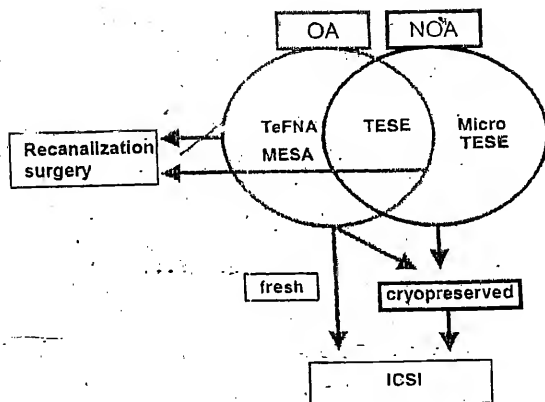 OA
NOA
TeFNA
MESA
TESE
Micro
TESE
Recanalization
surgery
fresh
cryopreserved
ICSI